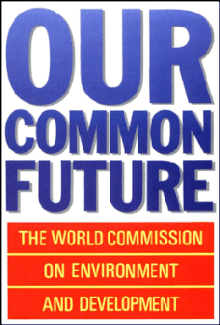 OUR
COMMON
FUTURE
THE WORLD COMMISSION
ON ENVIRONMENT
AND DEVELOPMENT